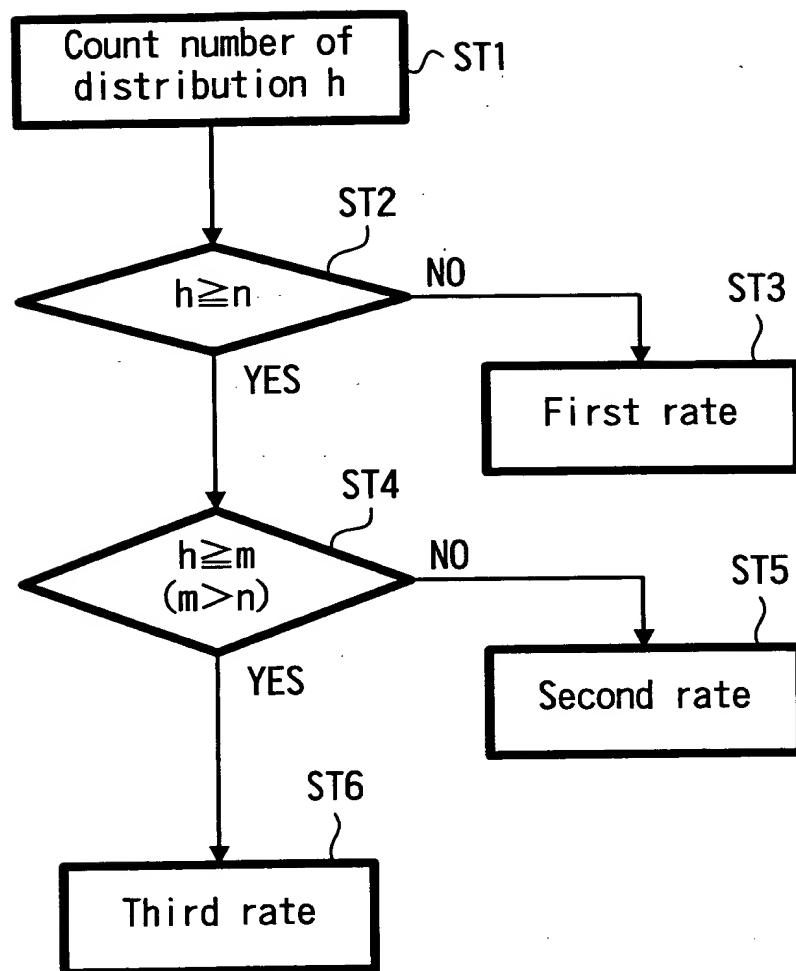 Count number of
distribution h
ST1
ST2
h≧n
NO
YES
ST3
First rate
ST4
h≧m
(m>n)
NO
YES
ST5
Second rate
ST6
Third rate